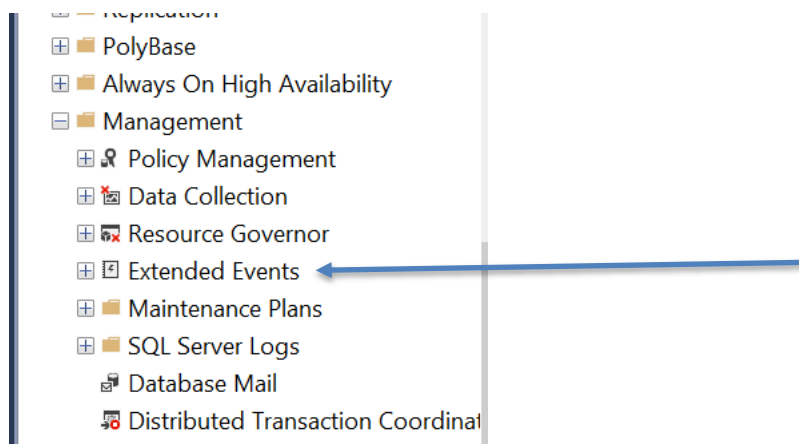 Replication
PolyBase
Always On High Availability
Management
Policy Management
Data Collection
Resource Governor
Extended Events
Maintenance Plans
SQL Server Logs
Database Mail
Distributed Transaction Coordinat